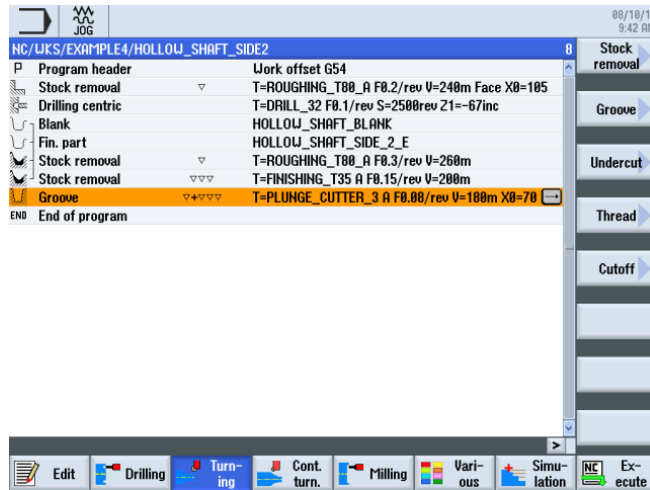 JOG
08/10/1
9:42 A
NC/WKS/EXAMPLE4/HOLLOW_SHAFT_SIDE2 8
P Program header Work offset G54
Stock removal ▽ T=ROUGHING_T80_A F0.2/rev V=240m Face X0=105
Drilling centric T=DRILL_32 F0.1/rev S=2500rev Z1=-67inc
Blank HOLLOW_SHAFT_BLANK
Fin. part HOLLOW_SHAFT_SIDE_2_E
Stock removal ▽ T=ROUGHING_T80_A F0.3/rev V=260m
Stock removal ▽▽▽ T=FINISHING_T35 A F0.15/rev V=200m
Groove ▽+▽▽▽ T=PLUNGE_CUTTER_3 A F0.08/rev V=180m X0=70
END End of program
Stock
removal
Groove
Undercut
Thread
Cutoff
>
Edit
Drilling
Turn-
ing
Cont.
turn.
Milling
Vari-
ous
Simu-
lation
NC Ex-
ecute